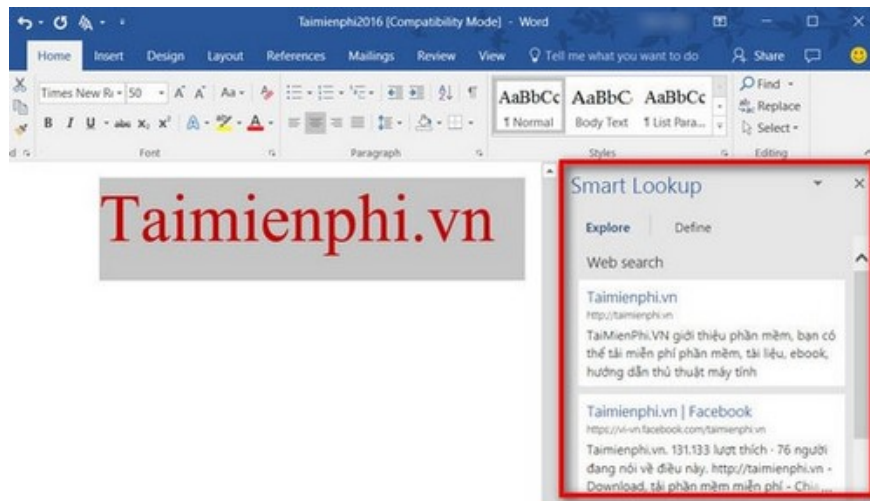 Taimienphi2016 [Compatibility Mode] - Word
Home Insert Design Layout References Mailings Review View Tell me what you want to do Share
Times New R 50 A A Aa
Find
Replace
Select
B I U abc X₂ X² A A
AaBbCc AaBbC AaBbCc
¶ Normal Body Text ¶ List Para...
Font Paragraph Styles Editing
Taimienphi.vn
Smart Lookup
Explore Define
Web search
Taimienphi.vn
http://taimienphi.vn
TaiMienPhi.VN giới thiệu phần mềm, bạn có
thể tải miễn phí phần mềm, tài liệu, ebook,
hướng dẫn thủ thuật máy tính
Taimienphi.vn | Facebook
https://vi-vn.facebook.com/taimienphi.vn
Taimienphi.vn. 131.133 lượt thích - 76 người
đang nói về điều này. http://taimienphi.vn -
Download, tải phần mềm miễn phí -